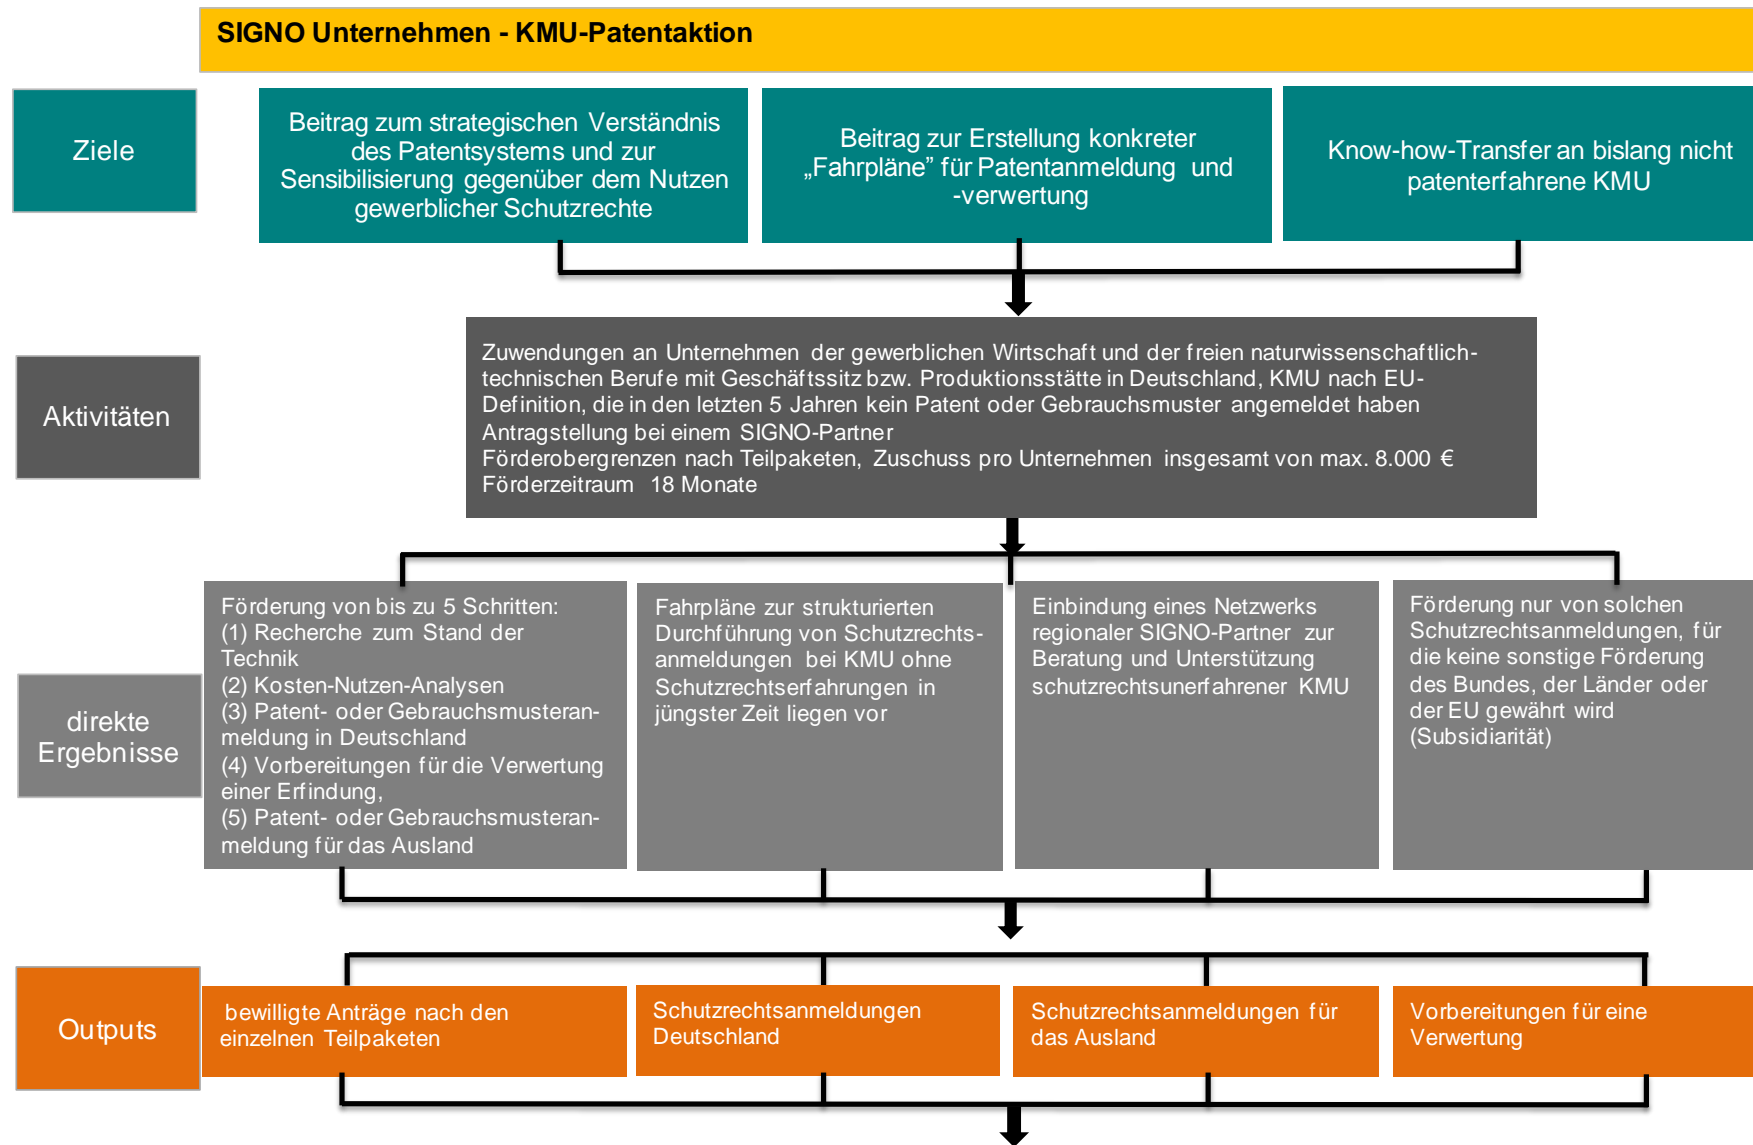 SIGNO Unternehmen - KMU-Patentaktion
Ziele
Beitrag zum strategischen Verständnis
des Patentsystems und zur
Sensibilisierung gegenüber dem Nutzen
gewerblicher Schutzrechte
Beitrag zur Erstellung konkreter
„Fahrpläne” für Patentanmeldung und
-verwertung
Know-how-Transfer an bislang nicht
patenterfahrene KMU
Aktivitäten
Zuwendungen an Unternehmen der gewerblichen Wirtschaft und der freien naturwissenschaftlich-
technischen Berufe mit Geschäftssitz bzw. Produktionsstätte in Deutschland, KMU nach EU-
Definition, die in den letzten 5 Jahren kein Patent oder Gebrauchsmuster angemeldet haben
Antragstellung bei einem SIGNO-Partner
Förderobergrenzen nach Teilpaketen, Zuschuss pro Unternehmen insgesamt von max. 8.000 €
Förderzeitraum 18 Monate
direkte
Ergebnisse
Förderung von bis zu 5 Schritten:
(1) Recherche zum Stand der
Technik
(2) Kosten-Nutzen-Analysen
(3) Patent- oder Gebrauchsmusteran-
meldung in Deutschland
(4) Vorbereitungen für die Verwertung
einer Erfindung,
(5) Patent- oder Gebrauchsmusteran-
meldung für das Ausland
Fahrpläne zur strukturierten
Durchführung von Schutzrechts-
anmeldungen bei KMU ohne
Schutzrechtserfahrungen in
jüngster Zeit liegen vor
Einbindung eines Netzwerks
regionaler SIGNO-Partner zur
Beratung und Unterstützung
schutzrechtsunerfahrener KMU
Förderung nur von solchen
Schutzrechtsanmeldungen, für
die keine sonstige Förderung
des Bundes, der Länder oder
der EU gewährt wird
(Subsidiarität)
Outputs
bewilligte Anträge nach den
einzelnen Teilpaketen
Schutzrechtsanmeldungen
Deutschland
Schutzrechtsanmeldungen für
das Ausland
Vorbereitungen für eine
Verwertung